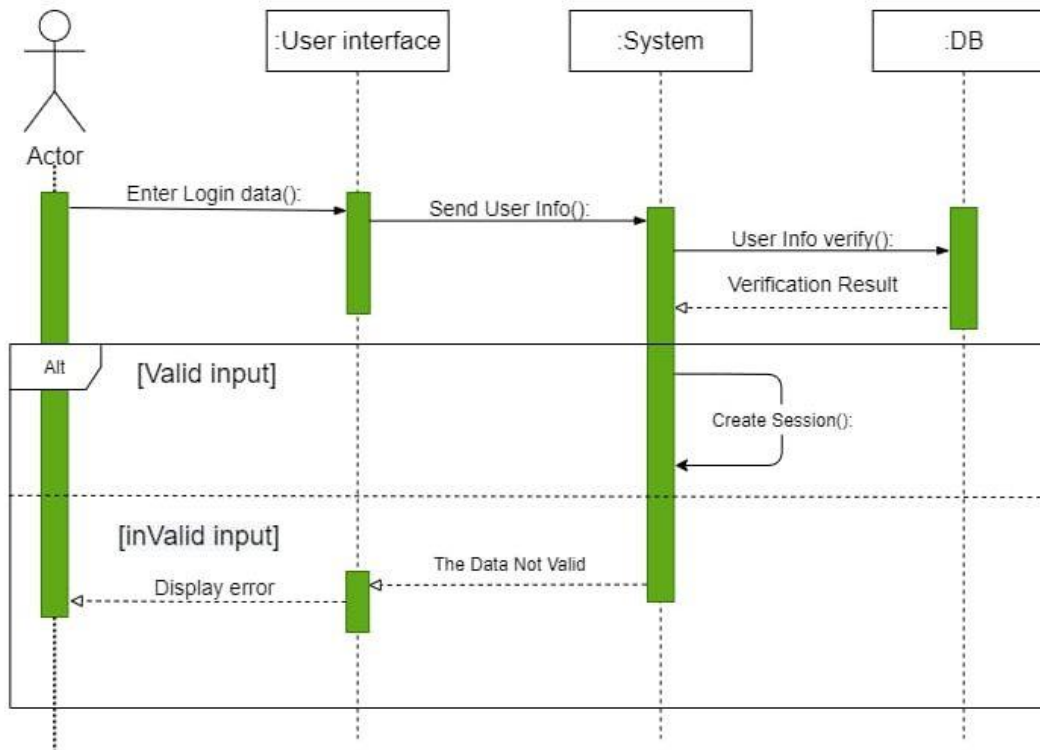 :User interface
:System
:DB
Actor
Enter Login data():
Send User Info():
User Info verify():
Verification Result
Alt
[Valid input]
Create Session():
[inValid input]
The Data Not Valid
Display error